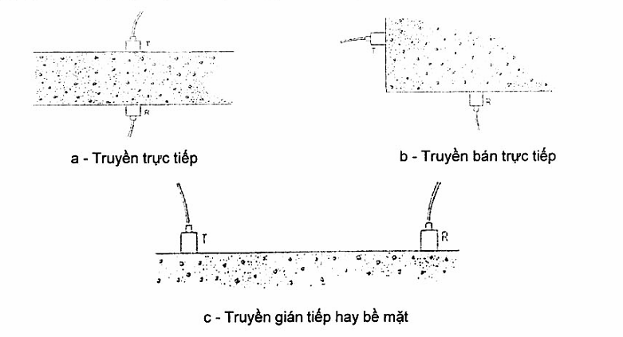 T
R
a - Truyền trực tiếp
T
R
b - Truyền bán trực tiếp
T
R
c - Truyền gián tiếp hay bề mặt